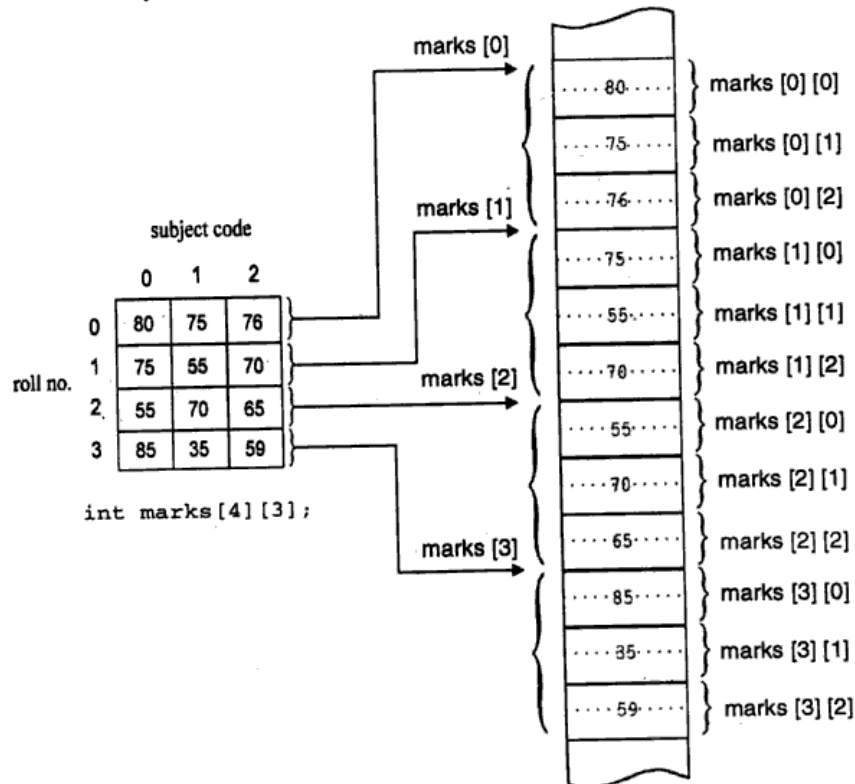 marks [0]
80
marks [0] [0]
75
marks [0] [1]
76
marks [0] [2]
marks [1]
75
marks [1] [0]
55
marks [1] [1]
70
marks [1] [2]
marks [2]
55
marks [2] [0]
70
marks [2] [1]
65
marks [2] [2]
marks [3]
85
marks [3] [0]
35
marks [3] [1]
59
marks [3] [2]
subject code
0 1 2
0 80 75 76
1 75 55 70
roll no.
2 55 70 65
3 85 35 59
int marks[4][3];